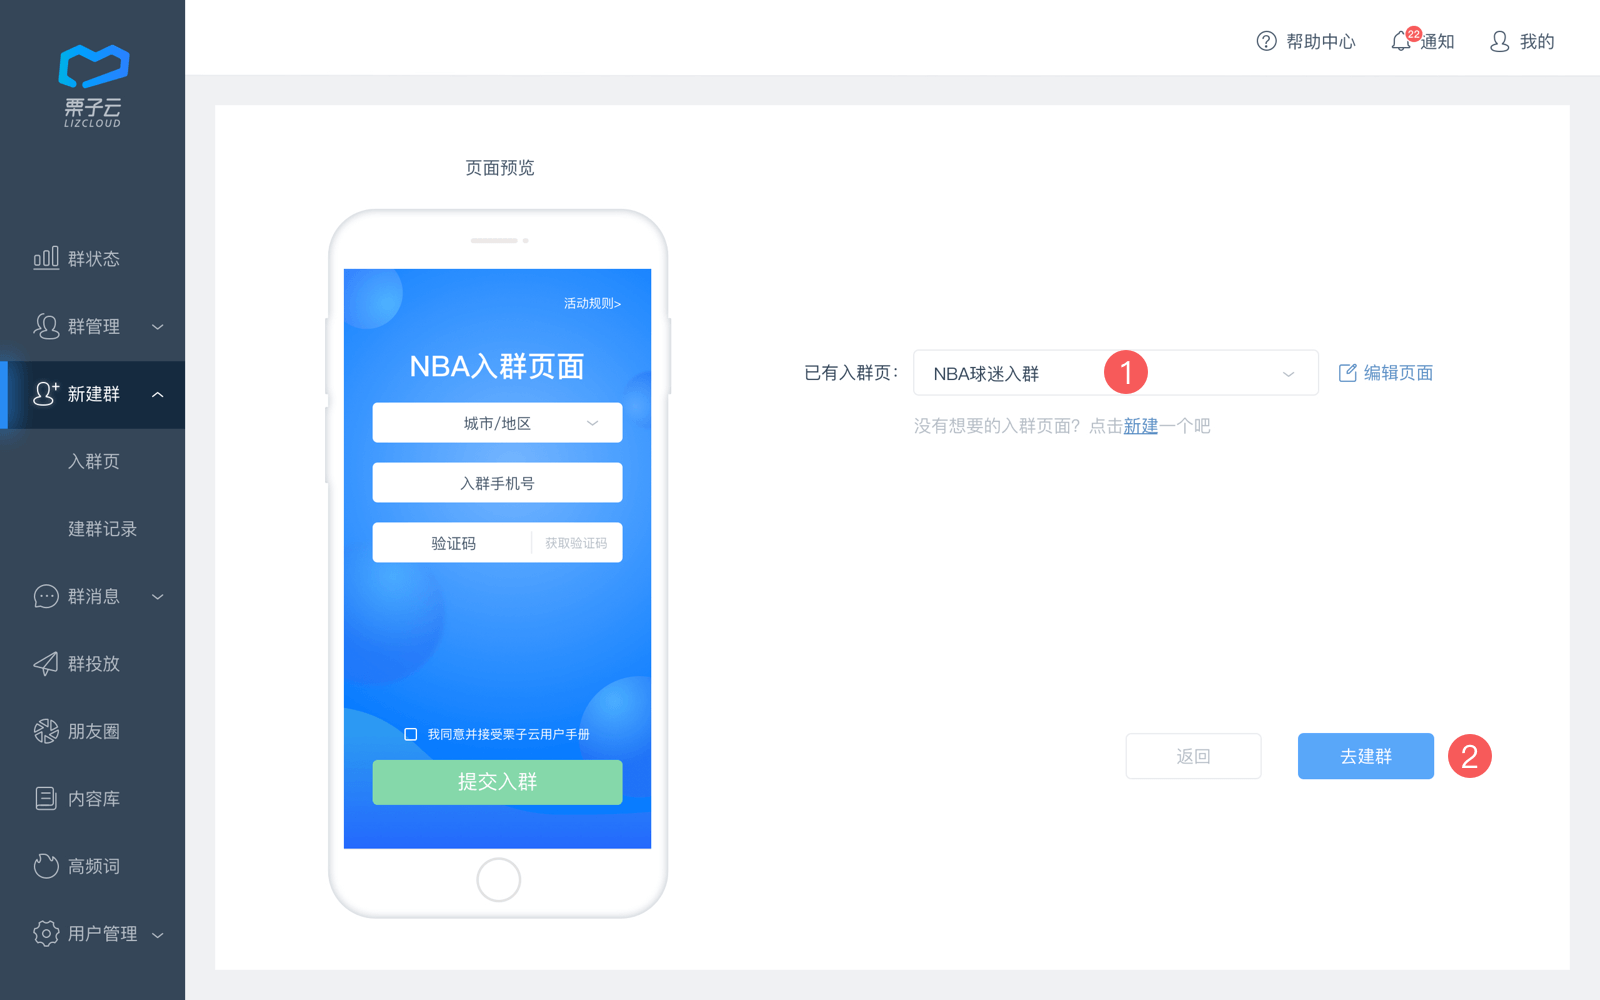 栗子云
LIZCLOUD
帮助中心
22
通知
我的
群状态
群管理
新建群
入群页
建群记录
群消息
群投放
朋友圈
内容库
高频词
用户管理
页面预览
活动规则>
NBA入群页面
城市/地区
入群手机号
验证码
获取验证码
我同意并接受栗子云用户手册
提交入群
已有入群页：
NBA球迷入群
1
编辑页面
没有想要的入群页面？点击新建一个吧
返回
去建群
2